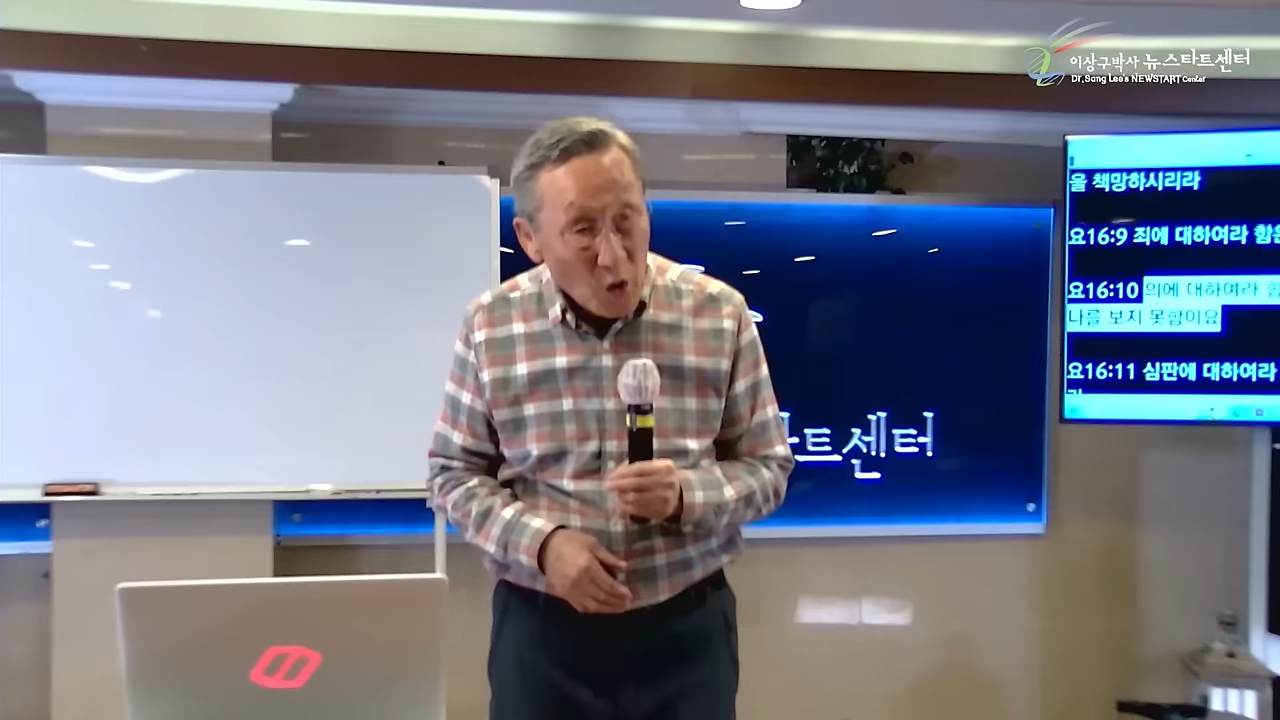 이상구박사 뉴스타트센터
Dr.Sang Lee's NEWSTART Center
을 책망하시리라
요16:9 죄에 대하여라 함은
요16:10 의에 대하여라 함
나를 보지 못함이요
요16:11 심판에 대하여라
트센터